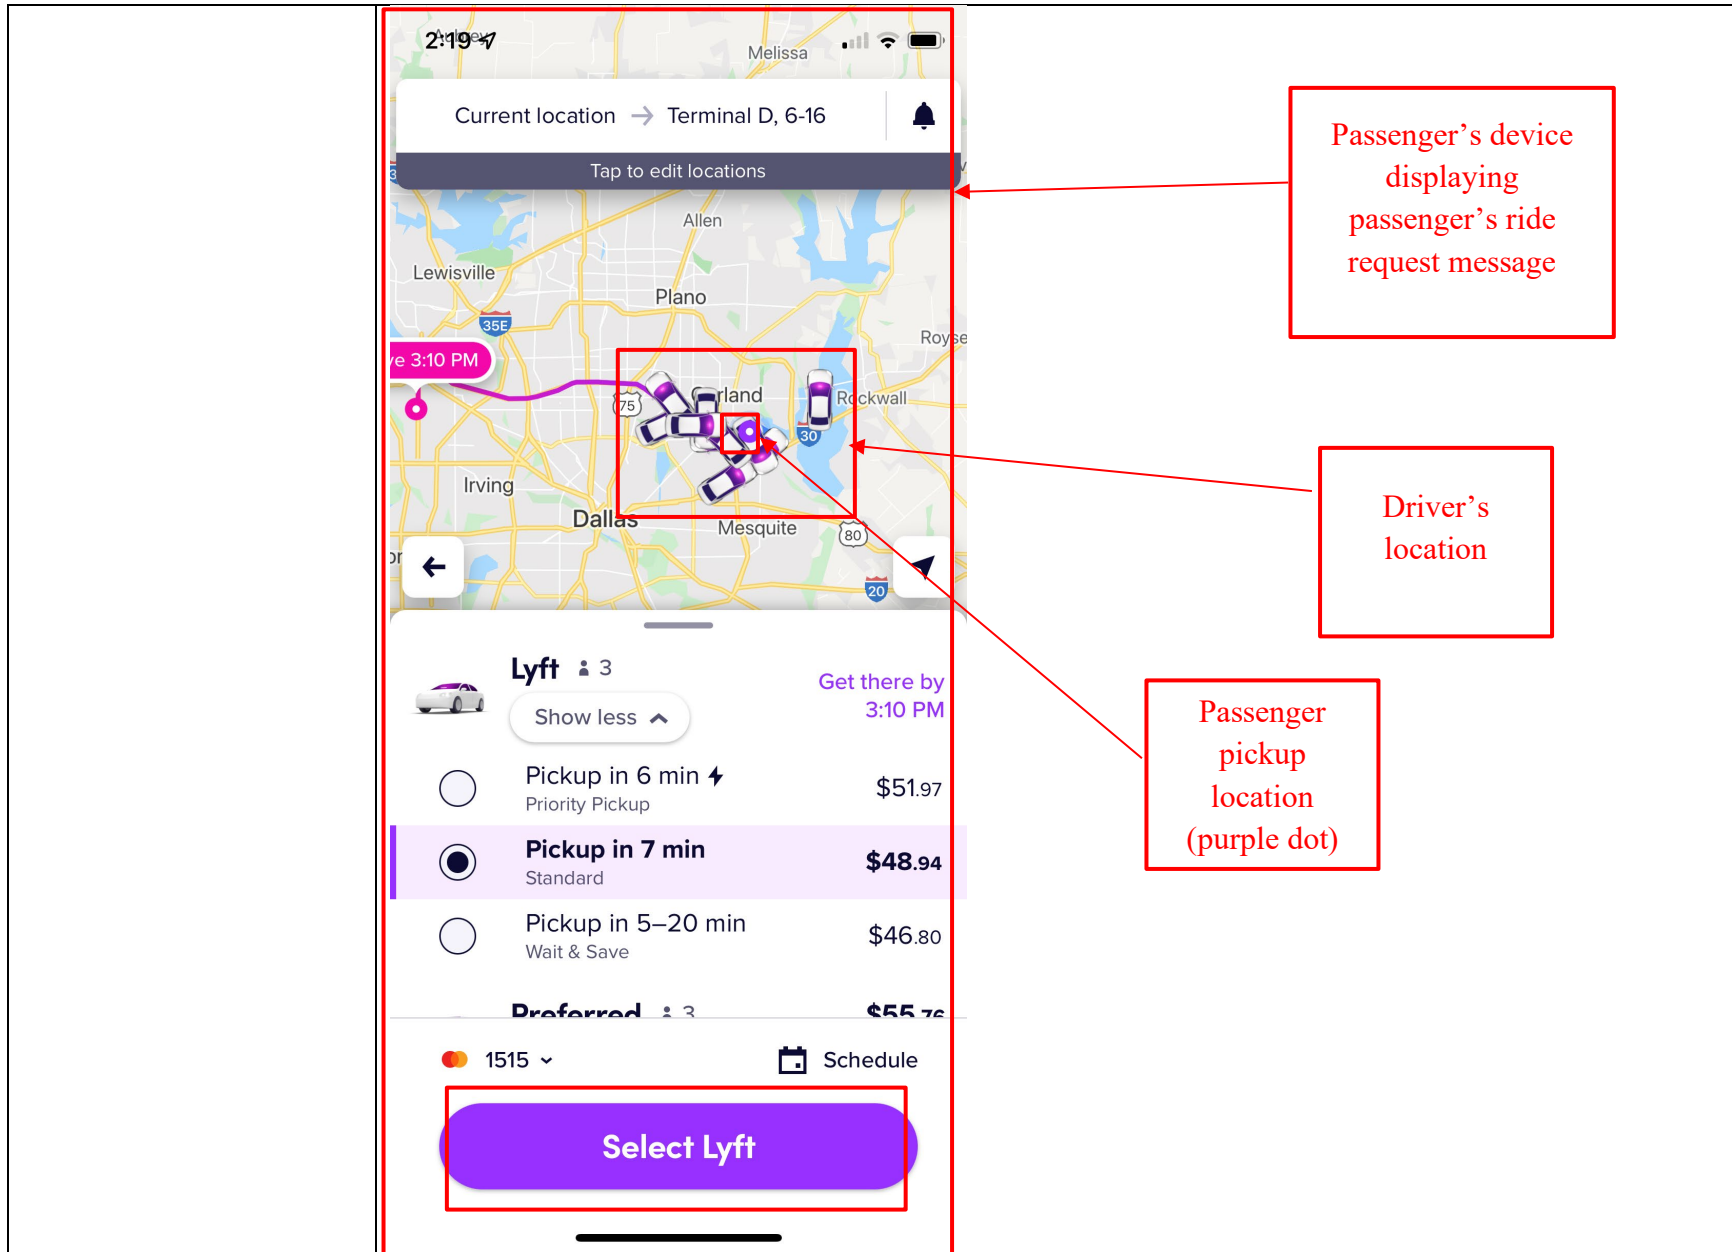 2:19
Aubrey
Melissa
Current location → Terminal D, 6-16
Tap to edit locations
Allen
Lewisville
Plano
35E
Royse
3:10 PM
75
rland
Rockwall
30
Irving
Dallas
Mesquite
80
20
Lyft 3
Show less
Get there by
3:10 PM
Pickup in 6 min
Priority Pickup
$51.97
Pickup in 7 min
Standard
$48.94
Pickup in 5–20 min
Wait & Save
$46.80
Preferred 3
$55.76
1515
Schedule
Select Lyft
Passenger’s device
displaying
passenger’s ride
request message
Driver’s
location
Passenger
pickup
location
(purple dot)